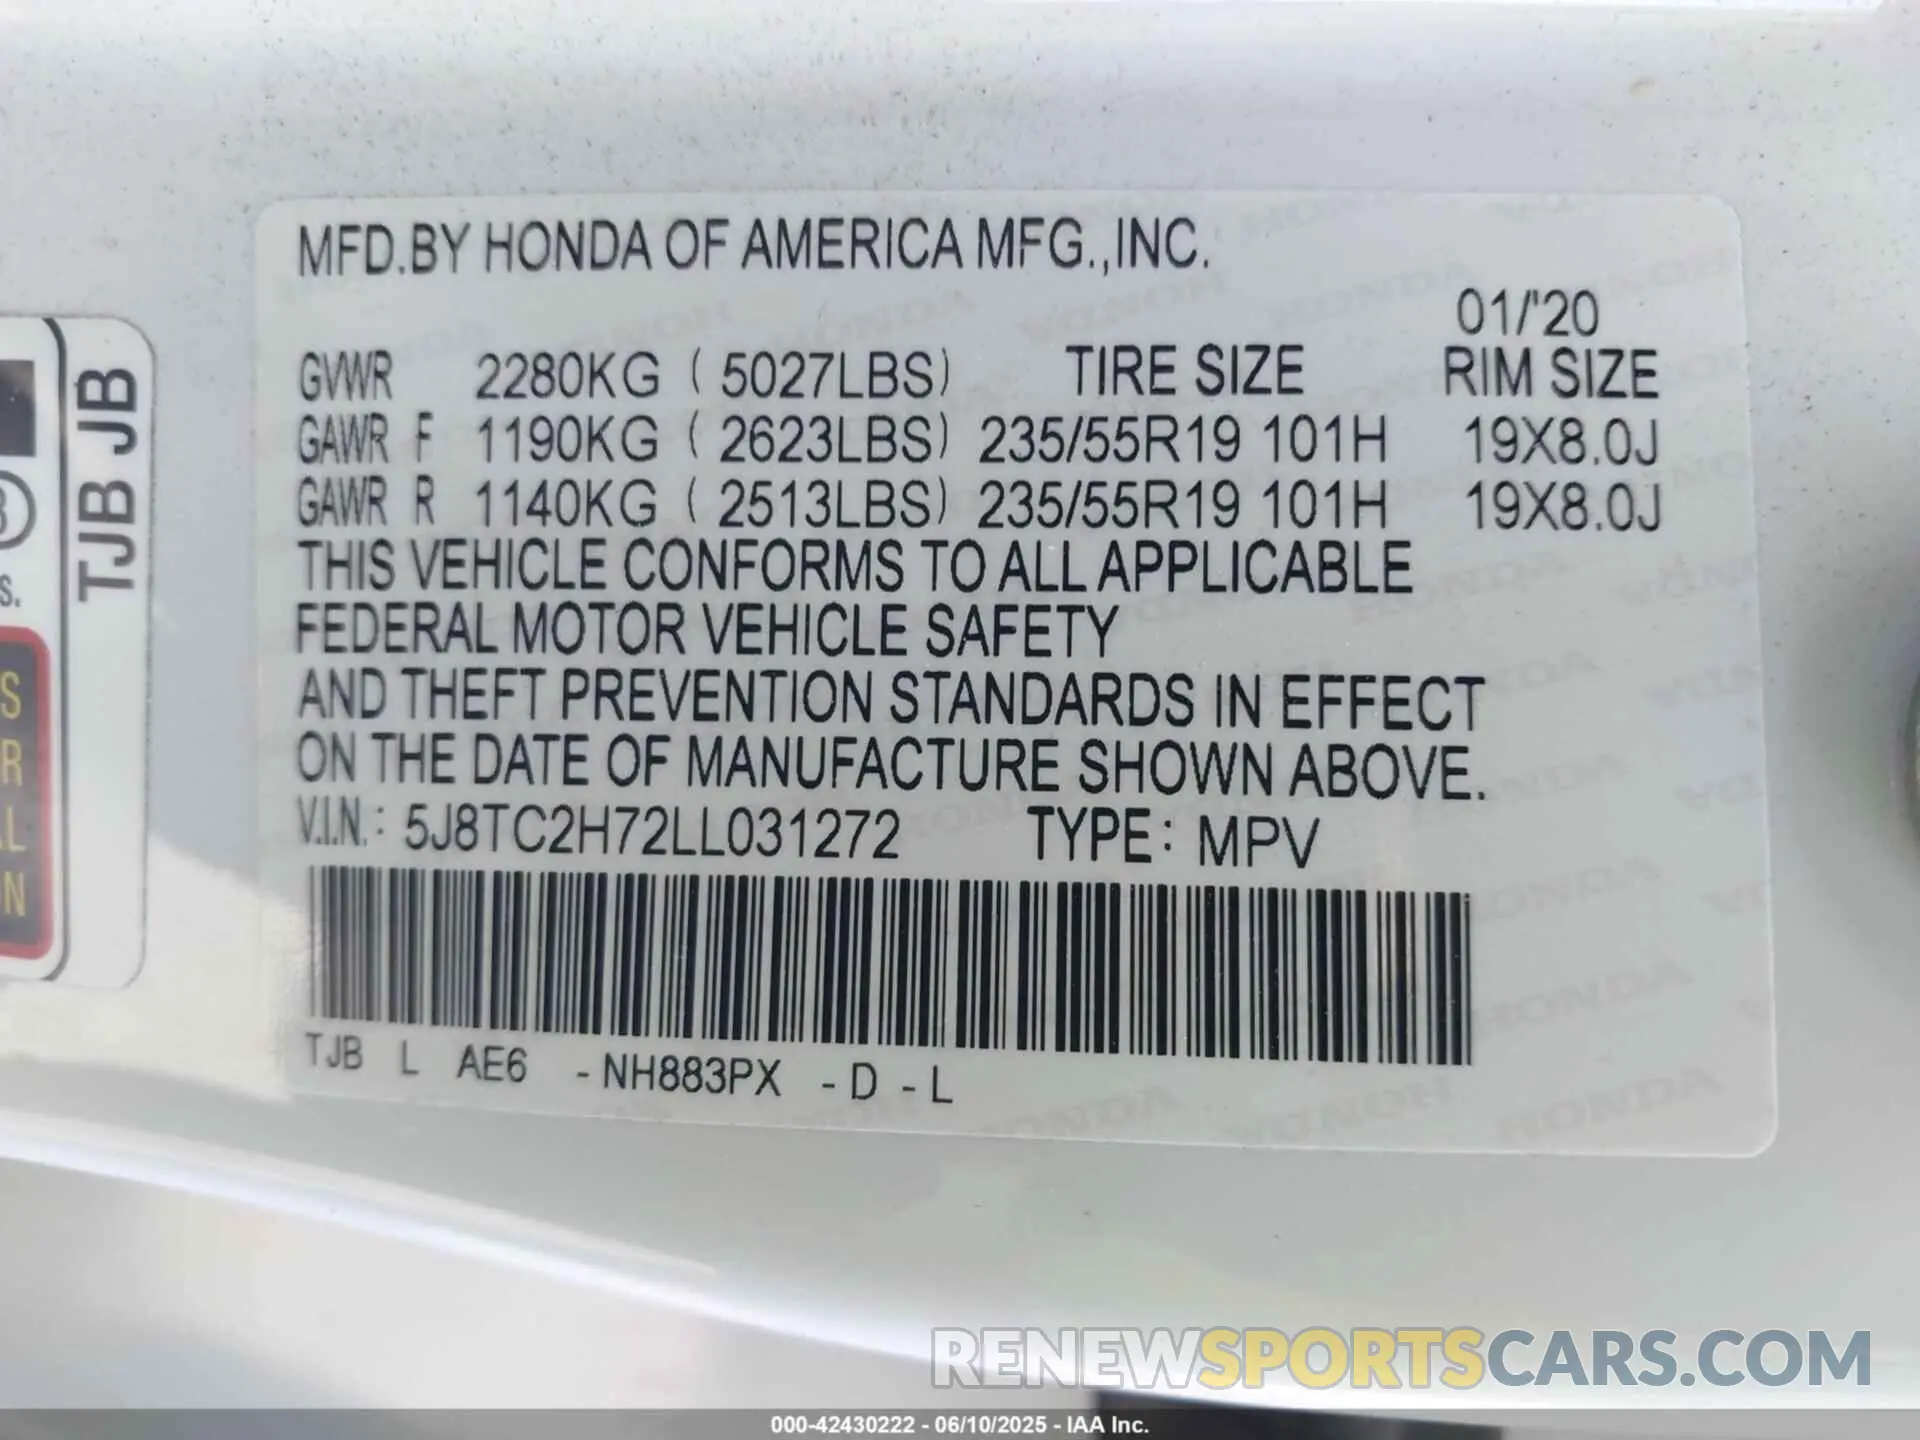 MFD.BY HONDA OF AMERICA MFG.,INC.
01/'20
GVWR 2280KG ( 5027LBS) TIRE SIZE RIM SIZE
GAWR F 1190KG ( 2623LBS) 235/55R19 101H 19X8.0J
GAWR R 1140KG ( 2513LBS) 235/55R19 101H 19X8.0J
THIS VEHICLE CONFORMS TO ALL APPLICABLE
FEDERAL MOTOR VEHICLE SAFETY
AND THEFT PREVENTION STANDARDS IN EFFECT
ON THE DATE OF MANUFACTURE SHOWN ABOVE.
V.I.N.: 5J8TC2H72LL031272 TYPE: MPV
TJB L AE6 -NH883PX -D -L
TJB JB
RENEWSPORTSCARS.COM
000-42430222 - 06/10/2025 - IAA Inc.